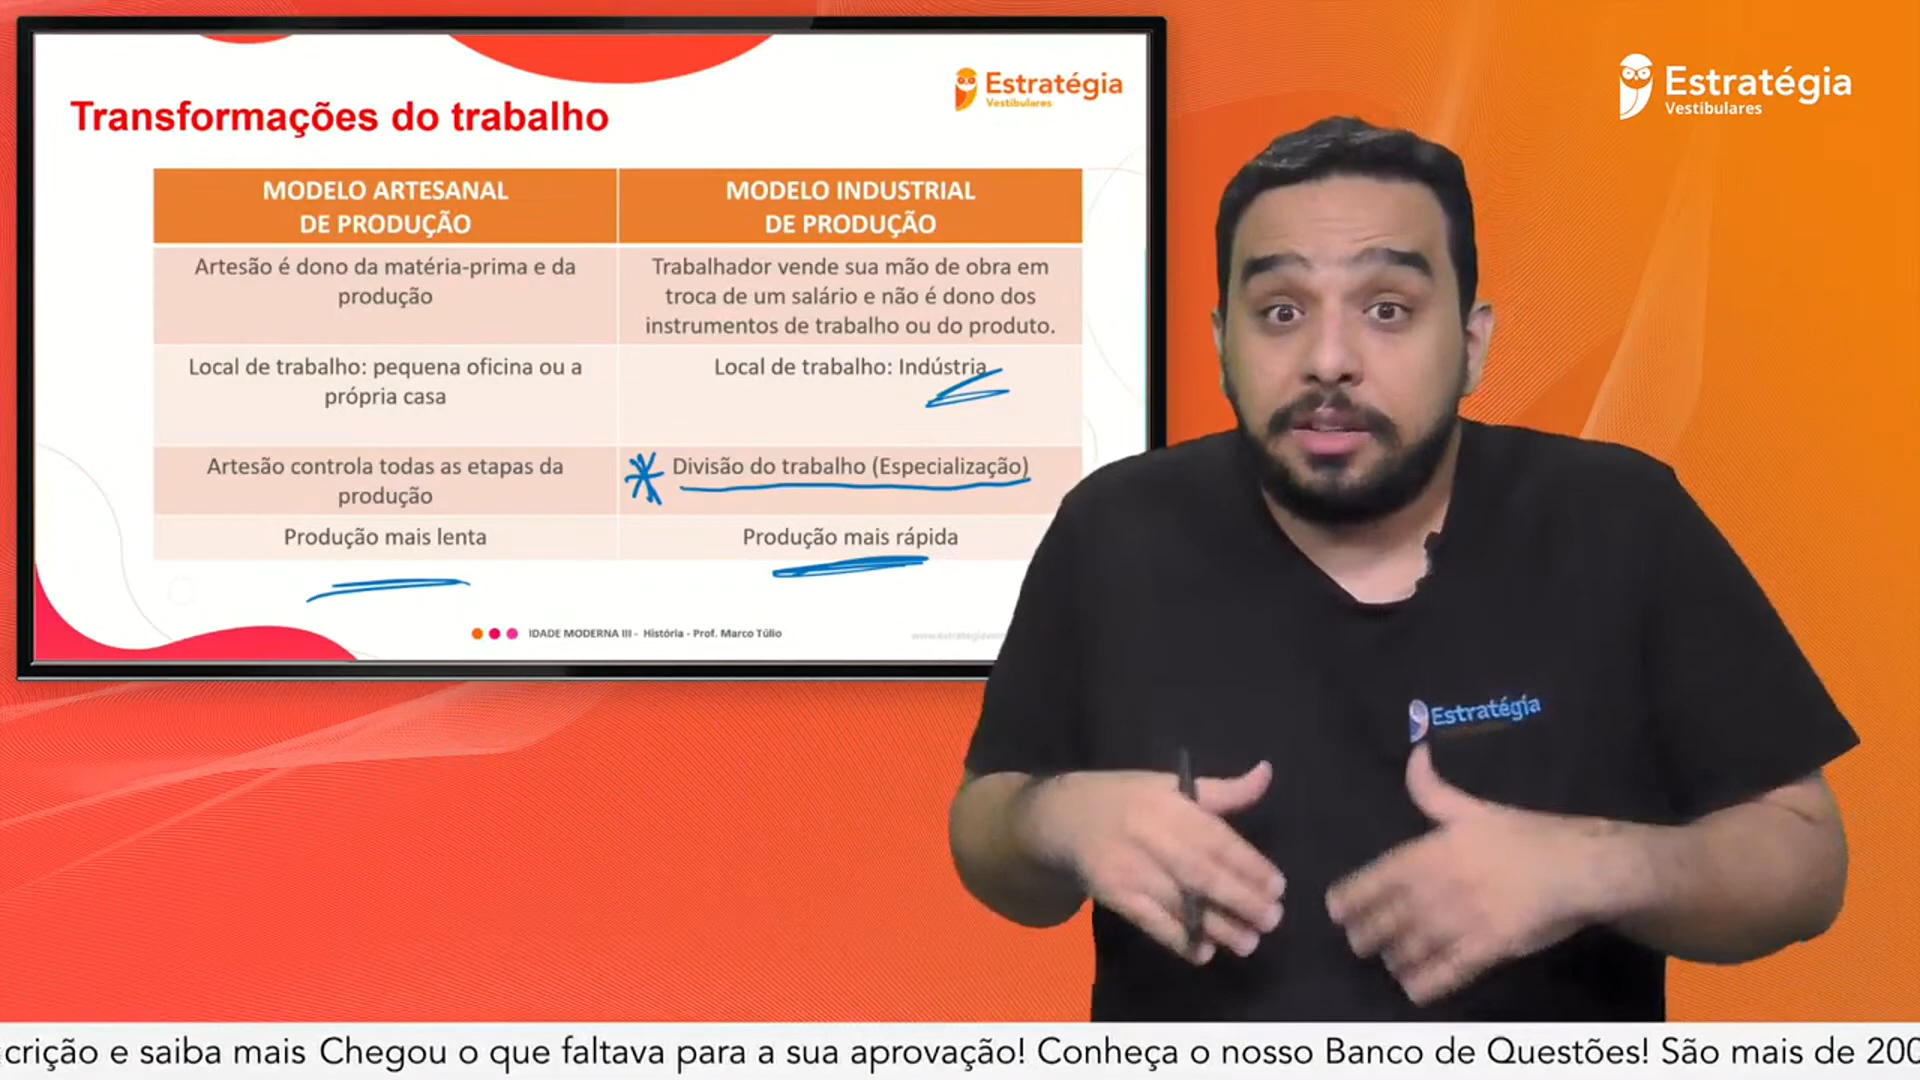 Estratégia
Vestibulares
Estratégia
Vestibulares
Transformações do trabalho
MODELO ARTESANAL
DE PRODUÇÃO
MODELO INDUSTRIAL
DE PRODUÇÃO
Artesão é dono da matéria-prima e da
produção
Trabalhador vende sua mão de obra em
troca de um salário e não é dono dos
instrumentos de trabalho ou do produto.
Local de trabalho: pequena oficina ou a
própria casa
Local de trabalho: Indústria
Artesão controla todas as etapas da
produção
Divisão do trabalho (Especialização)
Produção mais lenta
Produção mais rápida
IDADE MODERNA III - História - Prof. Marco Túlio
Estratégia
crição e saiba mais Chegou o que faltava para a sua aprovação! Conheça o nosso Banco de Questões! São mais de 200